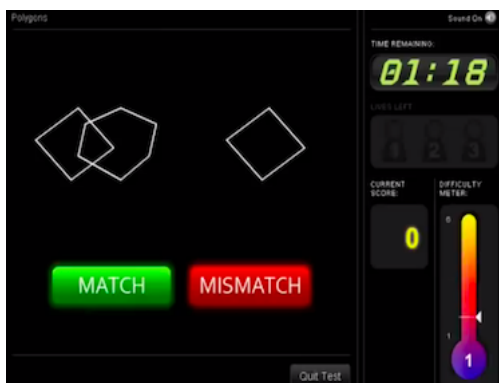 Polygons
Sound On
TIME REMAINING:
01:18
LIVES LEFT
1 2 3
CURRENT SCORE:
0
DIFFICULTY METER:
6
1
1
MATCH
MISMATCH
Quit Test